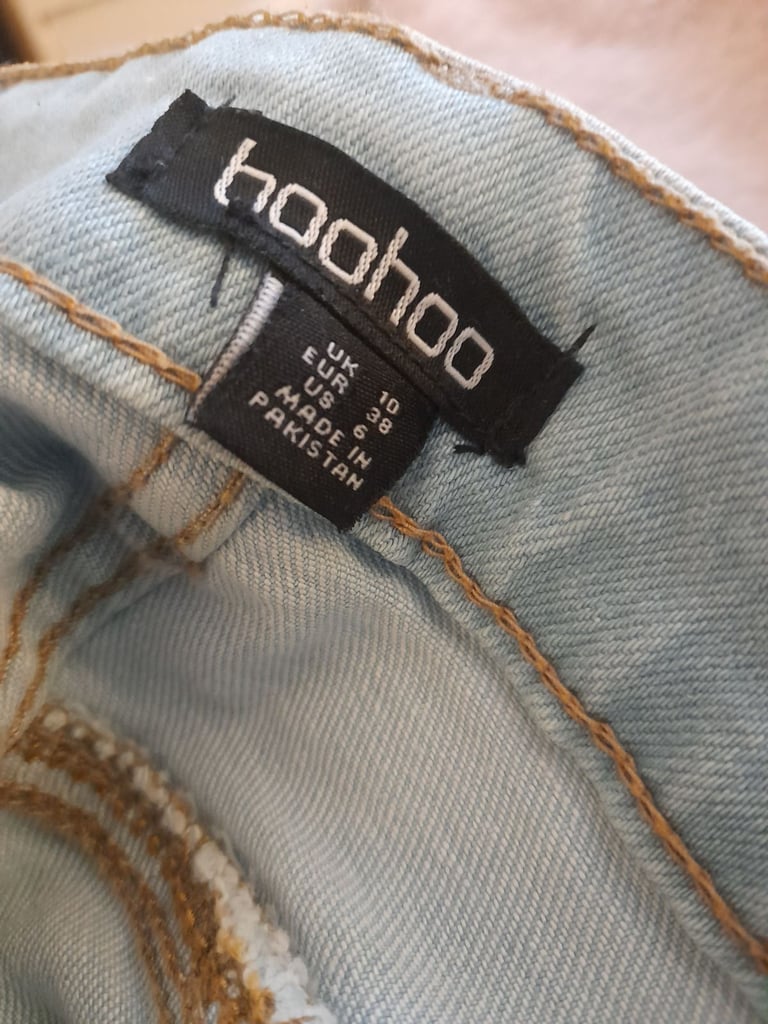 boohoo
UK 10
EUR 38
US 6
MADE IN
PAKISTAN